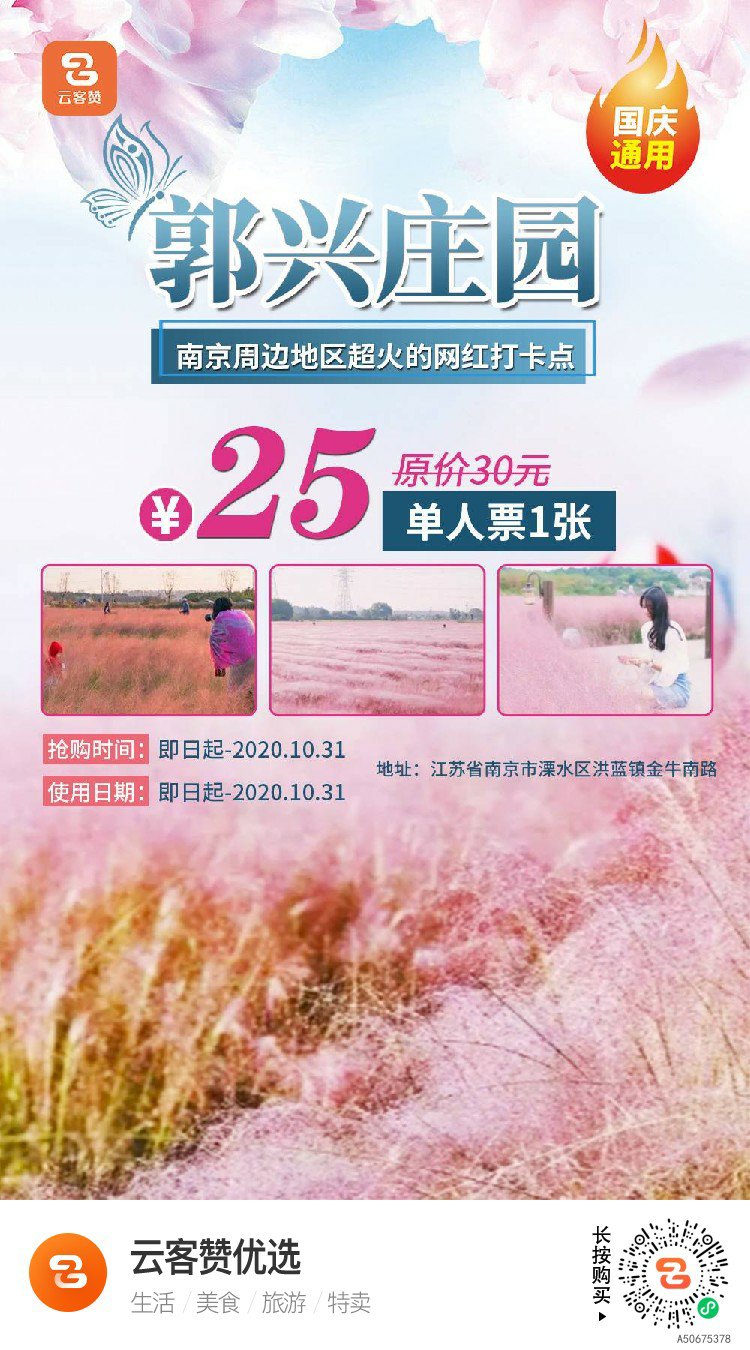 云客赞
国庆
通用
郭兴庄园
南京周边地区超火的网红打卡点
¥25
原价30元
单人票1张
抢购时间：即日起-2020.10.31
使用日期：即日起-2020.10.31
地址：江苏省南京市溧水区洪蓝镇金牛南路
云客赞优选
生活/美食/旅游/特卖
长按购买
A50675378